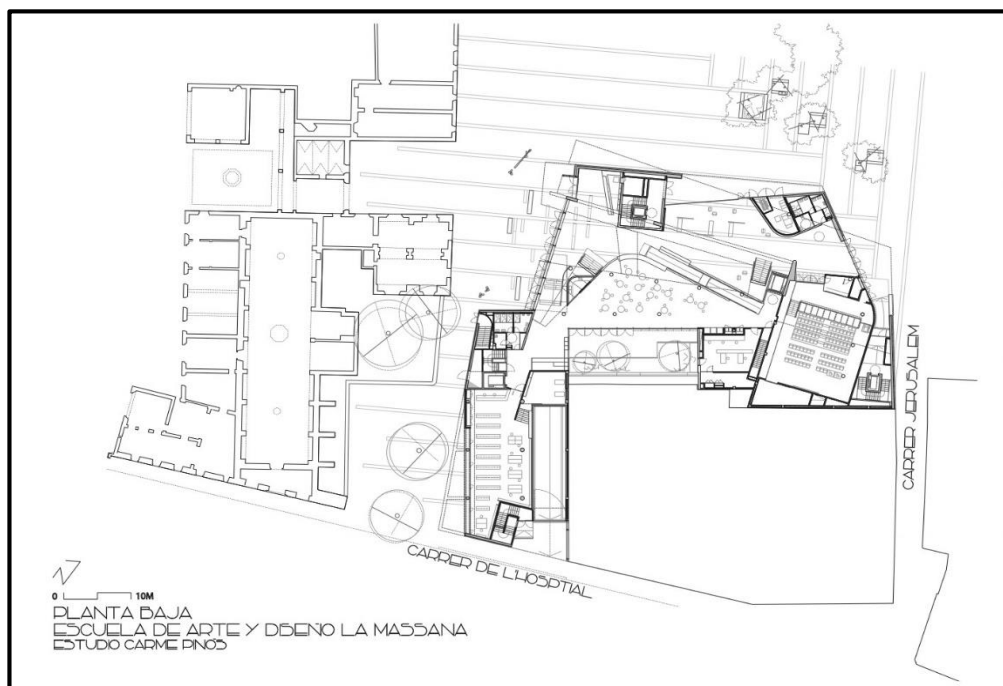 CARRER JERUSALEM
CARRER DE L'HOSPTIAL
N
0 10M
PLANTA BAJA
ESCUELA DE ARTE Y DISEÑO LA MASSANA
ESTUDIO CARME PINÓS